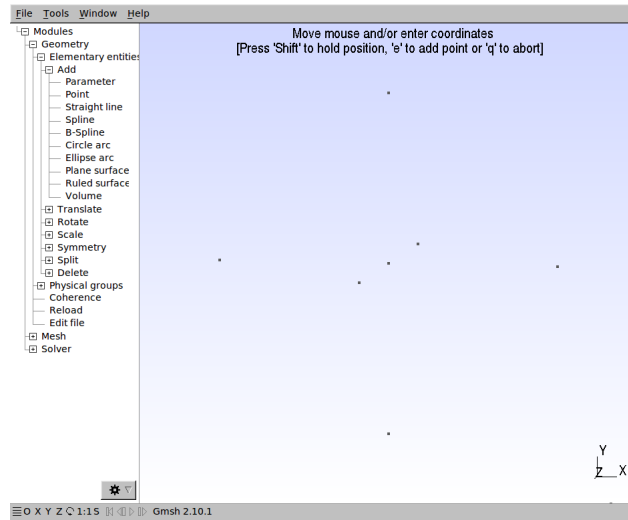 File Tools Window Help
Modules
Geometry
Elementary entities
Add
Parameter
Point
Straight line
Spline
B-Spline
Circle arc
Ellipse arc
Plane surface
Ruled surface
Volume
Translate
Rotate
Scale
Symmetry
Split
Delete
Physical groups
Coherence
Reload
Edit file
Mesh
Solver
Move mouse and/or enter coordinates
[Press 'Shift' to hold position, 'e' to add point or 'q' to abort]
Y
Z X
O X Y Z 1:1 S Gmsh 2.10.1